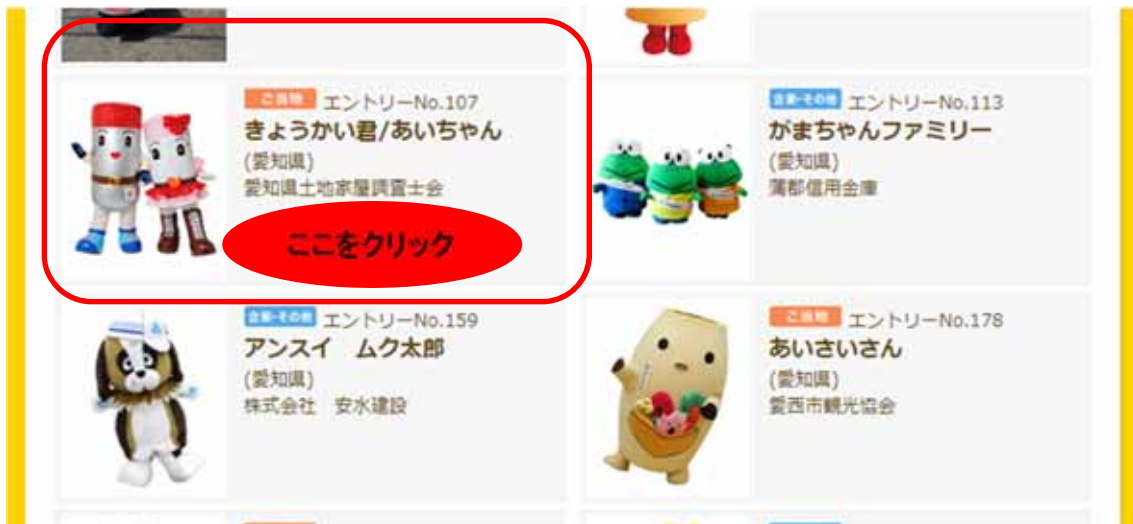 ご当地 エントリーNo.107
きょうかい君/あいちゃん
(愛知県)
愛知県土地家屋調査士会
ここをクリック
企業・その他 エントリーNo.113
がまちゃんファミリー
(愛知県)
蒲郡信用金庫
企業・その他 エントリーNo.159
アンスイ　ムク太郎
(愛知県)
株式会社　安水建設
ご当地 エントリーNo.178
あいさいさん
(愛知県)
愛西市観光協会